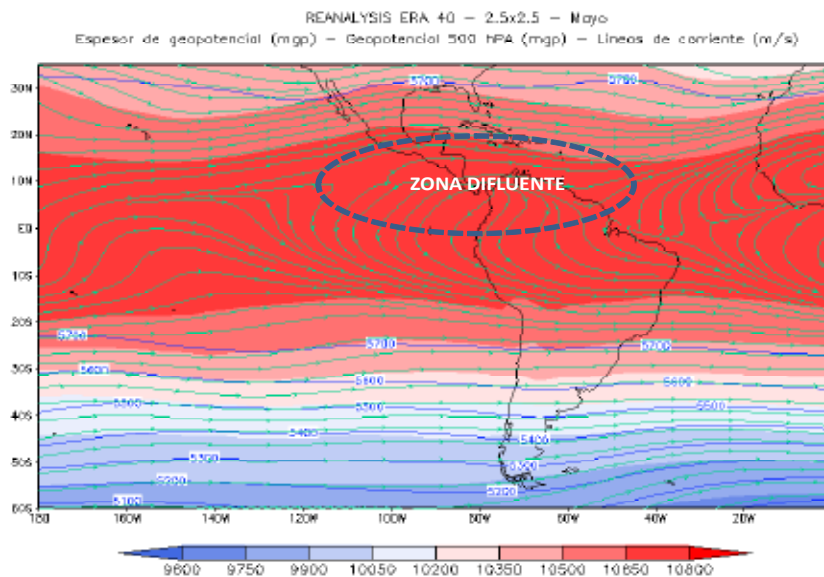 REANALYSIS ERA 40 - 2.5x2.5 - Mayo
Espesor de geopotencial (mgp) - Geopotencial 500 hPA (mgp) - Lineas de corriente (m/s)
30N
20N
10N
EQ
10S
20S
30S
40S
50S
60S
5700
5700
ZONA DIFLUENTE
5700
5700
5700
5600
5600
5600
5500
5500
5500
5400
5400
5300
5300
5200
5200
5100
180
160W
140W
120W
100W
80W
60W
40W
20W
9600
9750
9900
10050
10200
10350
10500
10650
10800